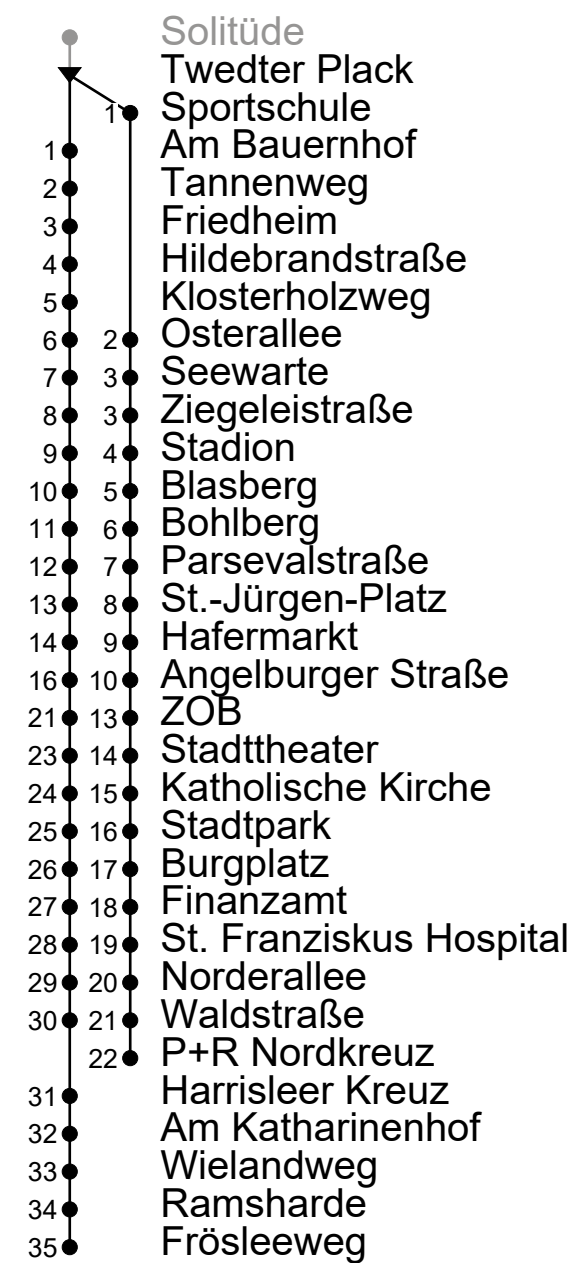 Solitüde
Twedter Plack
1 Sportschule
1 Am Bauernhof
2 Tannenweg
3 Friedheim
4 Hildebrandstraße
5 Klosterholzweg
6 2 Osterallee
7 3 Seewarte
8 3 Ziegeleistraße
9 4 Stadion
10 5 Blasberg
11 6 Bohlberg
12 7 Parsevalstraße
13 8 St.-Jürgen-Platz
14 9 Hafermarkt
16 10 Angelburger Straße
21 13 ZOB
23 14 Stadttheater
24 15 Katholische Kirche
25 16 Stadtpark
26 17 Burgplatz
27 18 Finanzamt
28 19 St. Franziskus Hospital
29 20 Norderallee
30 21 Waldstraße
22 P+R Nordkreuz
31 Harrisleer Kreuz
32 Am Katharinenhof
33 Wielandweg
34 Ramsharde
35 Frösleeweg